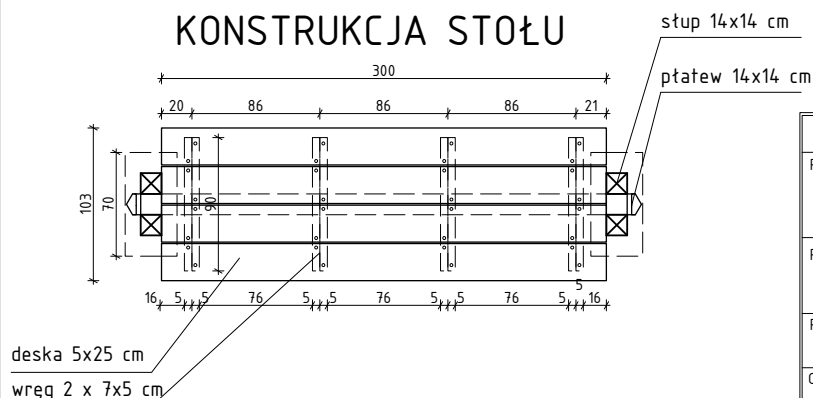 KONSTRUKCJA STOŁU
słup 14x14 cm
300
płatew 14x14 cm
20 86 86 86 21
103
70
90
5
16 5 5 76 5 5 76 5 5 76 5 16
deska 5x25 cm
wręg 2 x 7x5 cm